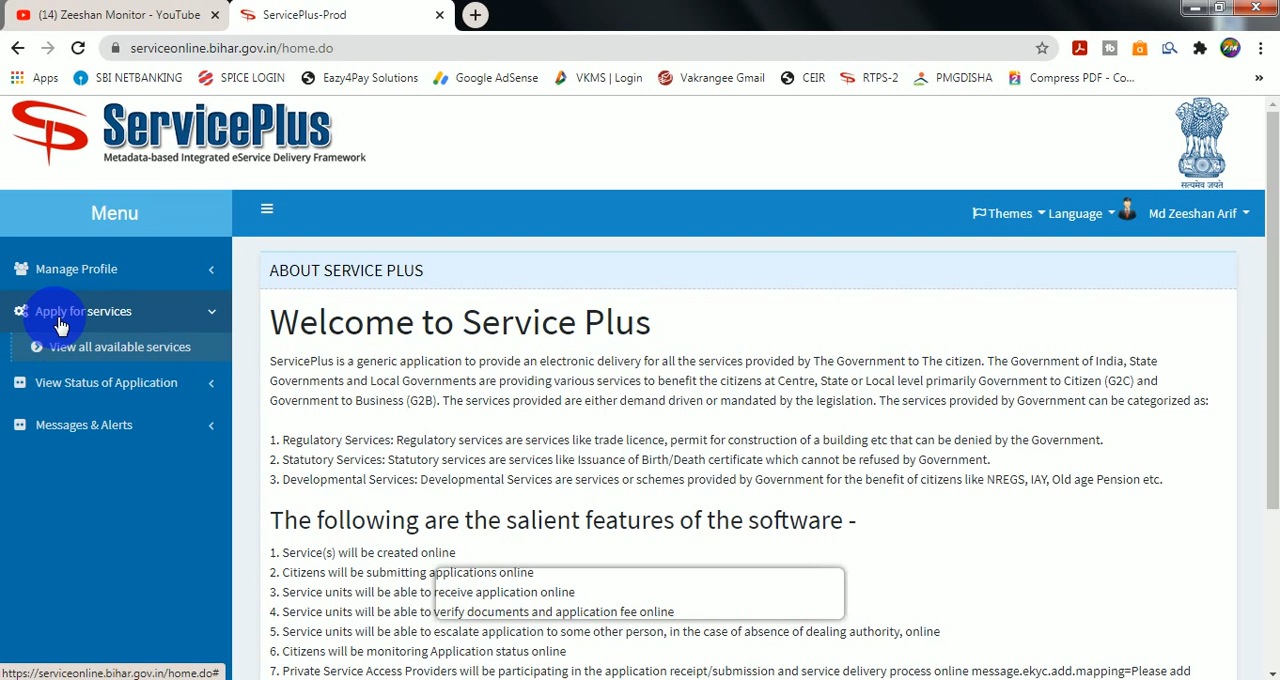 (14) Zeeshan Monitor - YouTube
ServicePlus-Prod
serviceonline.bihar.gov.in/home.do
Apps
SBI NETBANKING
SPICE LOGIN
Eazy4Pay Solutions
Google AdSense
VKMS | Login
Vakrangee Gmail
CEIR
RTPS-2
PMGDISHA
Compress PDF - Co...
ServicePlus
Metadata-based Integrated eService Delivery Framework
सत्यमेव जयते
Menu
Themes
Language
Md Zeeshan Arif
Manage Profile
Apply for services
View all available services
View Status of Application
Messages & Alerts
ABOUT SERVICE PLUS
Welcome to Service Plus
ServicePlus is a generic application to provide an electronic delivery for all the services provided by The Government to The citizen. The Government of India, State
Governments and Local Governments are providing various services to benefit the citizens at Centre, State or Local level primarily Government to Citizen (G2C) and
Government to Business (G2B). The services provided are either demand driven or mandated by the legislation. The services provided by Government can be categorized as:
1. Regulatory Services: Regulatory services are services like trade licence, permit for construction of a building etc that can be denied by the Government.
2. Statutory Services: Statutory services are services like Issuance of Birth/Death certificate which cannot be refused by Government.
3. Developmental Services: Developmental Services are services or schemes provided by Government for the benefit of citizens like NREGS, IAY, Old age Pension etc.
The following are the salient features of the software -
1. Service(s) will be created online
2. Citizens will be submitting applications online
3. Service units will be able to receive application online
4. Service units will be able to verify documents and application fee online
5. Service units will be able to escalate application to some other person, in the case of absence of dealing authority, online
6. Citizens will be monitoring Application status online
7. Private Service Access Providers will be participating in the application receipt/submission and service delivery process online message.ekyc.add.mapping=Please add
https://serviceonline.bihar.gov.in/home.do#